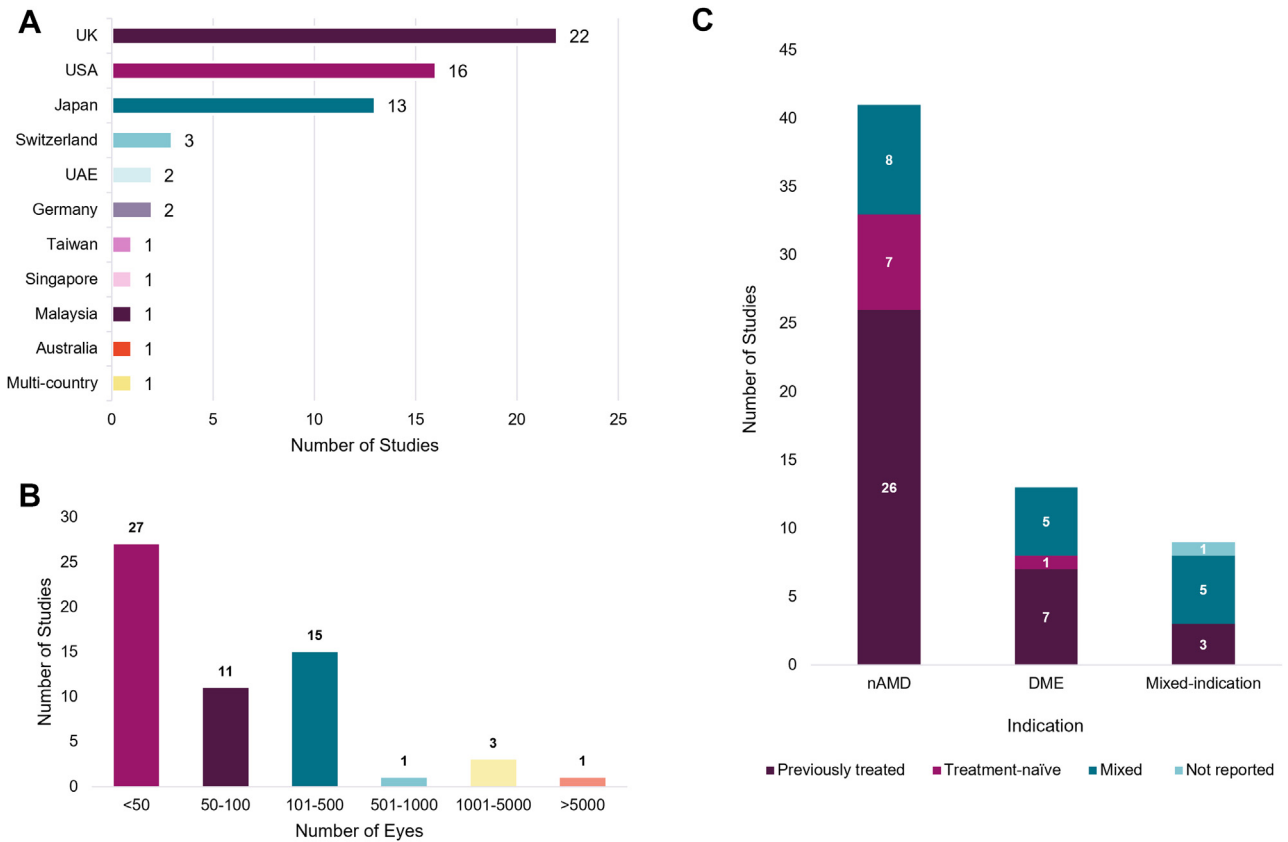 A
UK 22
USA 16
Japan 13
Switzerland 3
UAE 2
Germany 2
Taiwan 1
Singapore 1
Malaysia 1
Australia 1
Multi-country 1
0 5 10 15 20 25
Number of Studies
B
30
25
20
15
10
5
0
Number of Studies
27
11
15
1
3
1
<50 50-100 101-500 501-1000 1001-5000 >5000
Number of Eyes
C
45
40
35
30
25
20
15
10
5
0
Number of Studies
8
7
26
5
1
7
1
5
3
nAMD DME Mixed-indication
Indication
Previously treated Treatment-naïve Mixed Not reported